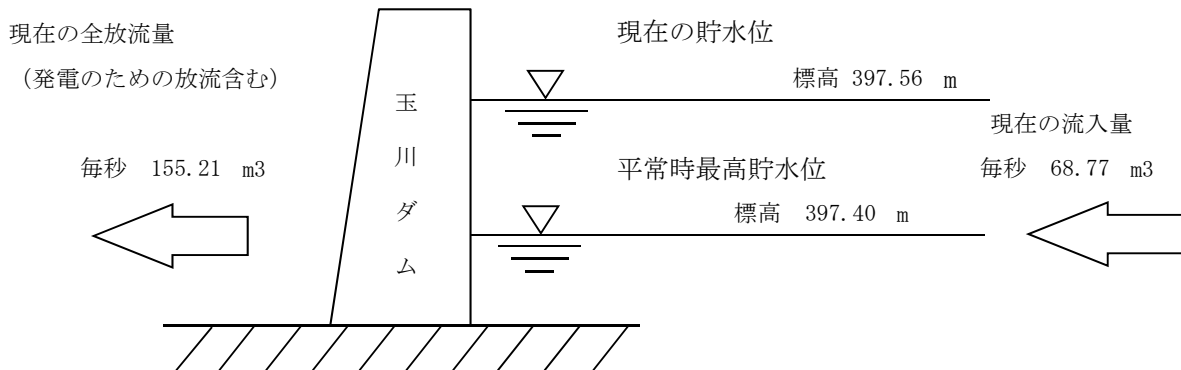 現在の全放流量
（発電のための放流含む）
毎秒 155.21 m3
玉川ダム
現在の貯水位
標高 397.56 m
平常時最高貯水位
標高 397.40 m
現在の流入量
毎秒 68.77 m3